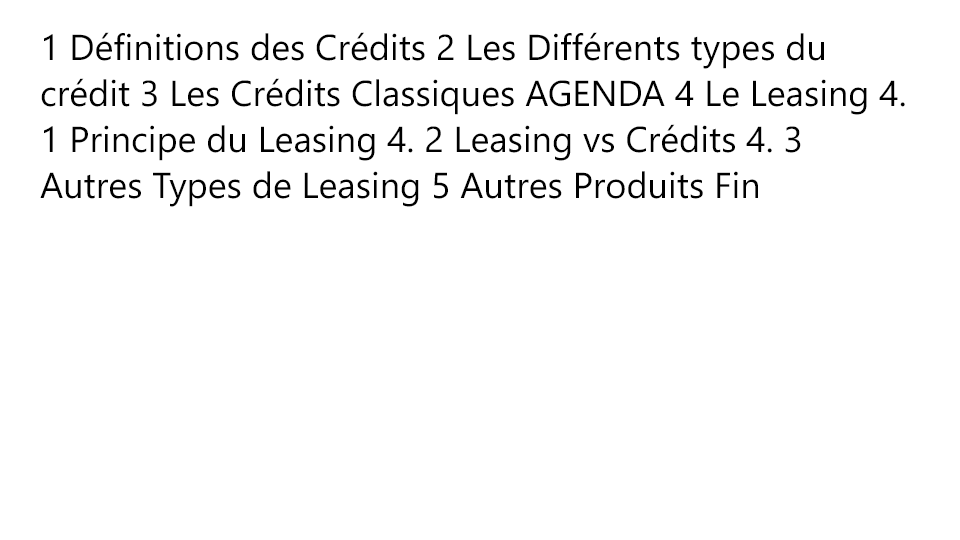 1 Définitions des Crédits 2 Les Différents types du
crédit 3 Les Crédits Classiques AGENDA 4 Le Leasing 4.
1 Principe du Leasing 4. 2 Leasing vs Crédits 4. 3
Autres Types de Leasing 5 Autres Produits Fin